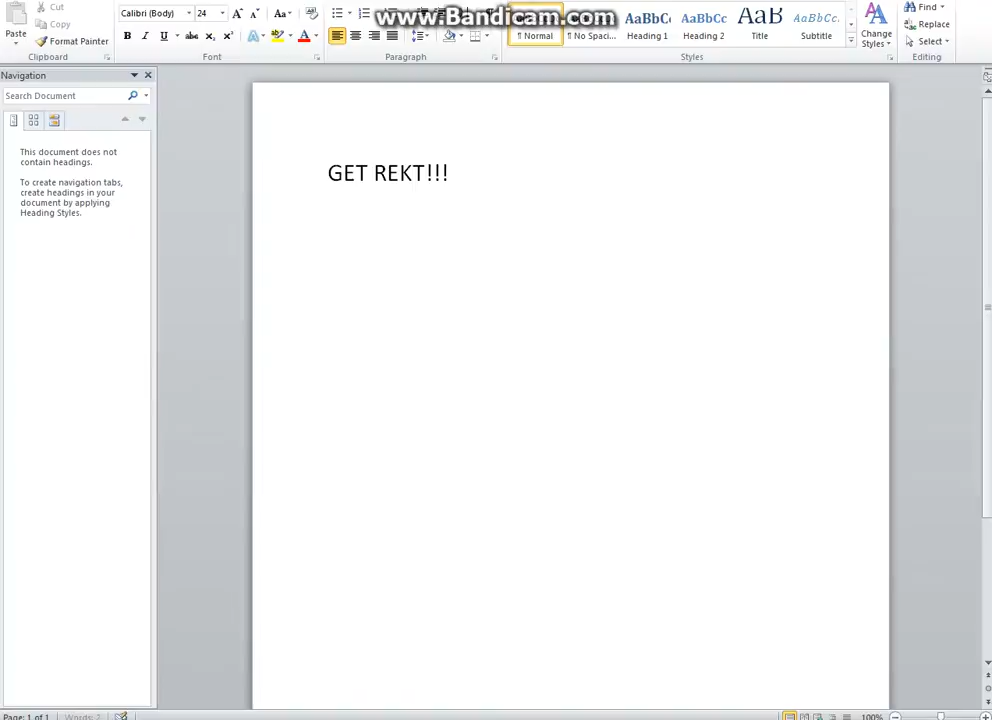 www.Bandicam.com
Cut
Copy
Paste
Format Painter
Clipboard
Calibri (Body)
24
Font
Paragraph
¶ Normal
¶ No Spaci...
AaBbCc
Heading 1
AaBbCc
Heading 2
AaB
Title
AaBbCc.
Subtitle
Styles
Change
Styles
Find
Replace
Select
Editing
Navigation
Search Document
This document does not
contain headings.
To create navigation tabs,
create headings in your
document by applying
Heading Styles.
GET REKT!!!
Page: 1 of 1
Words: 2
100%